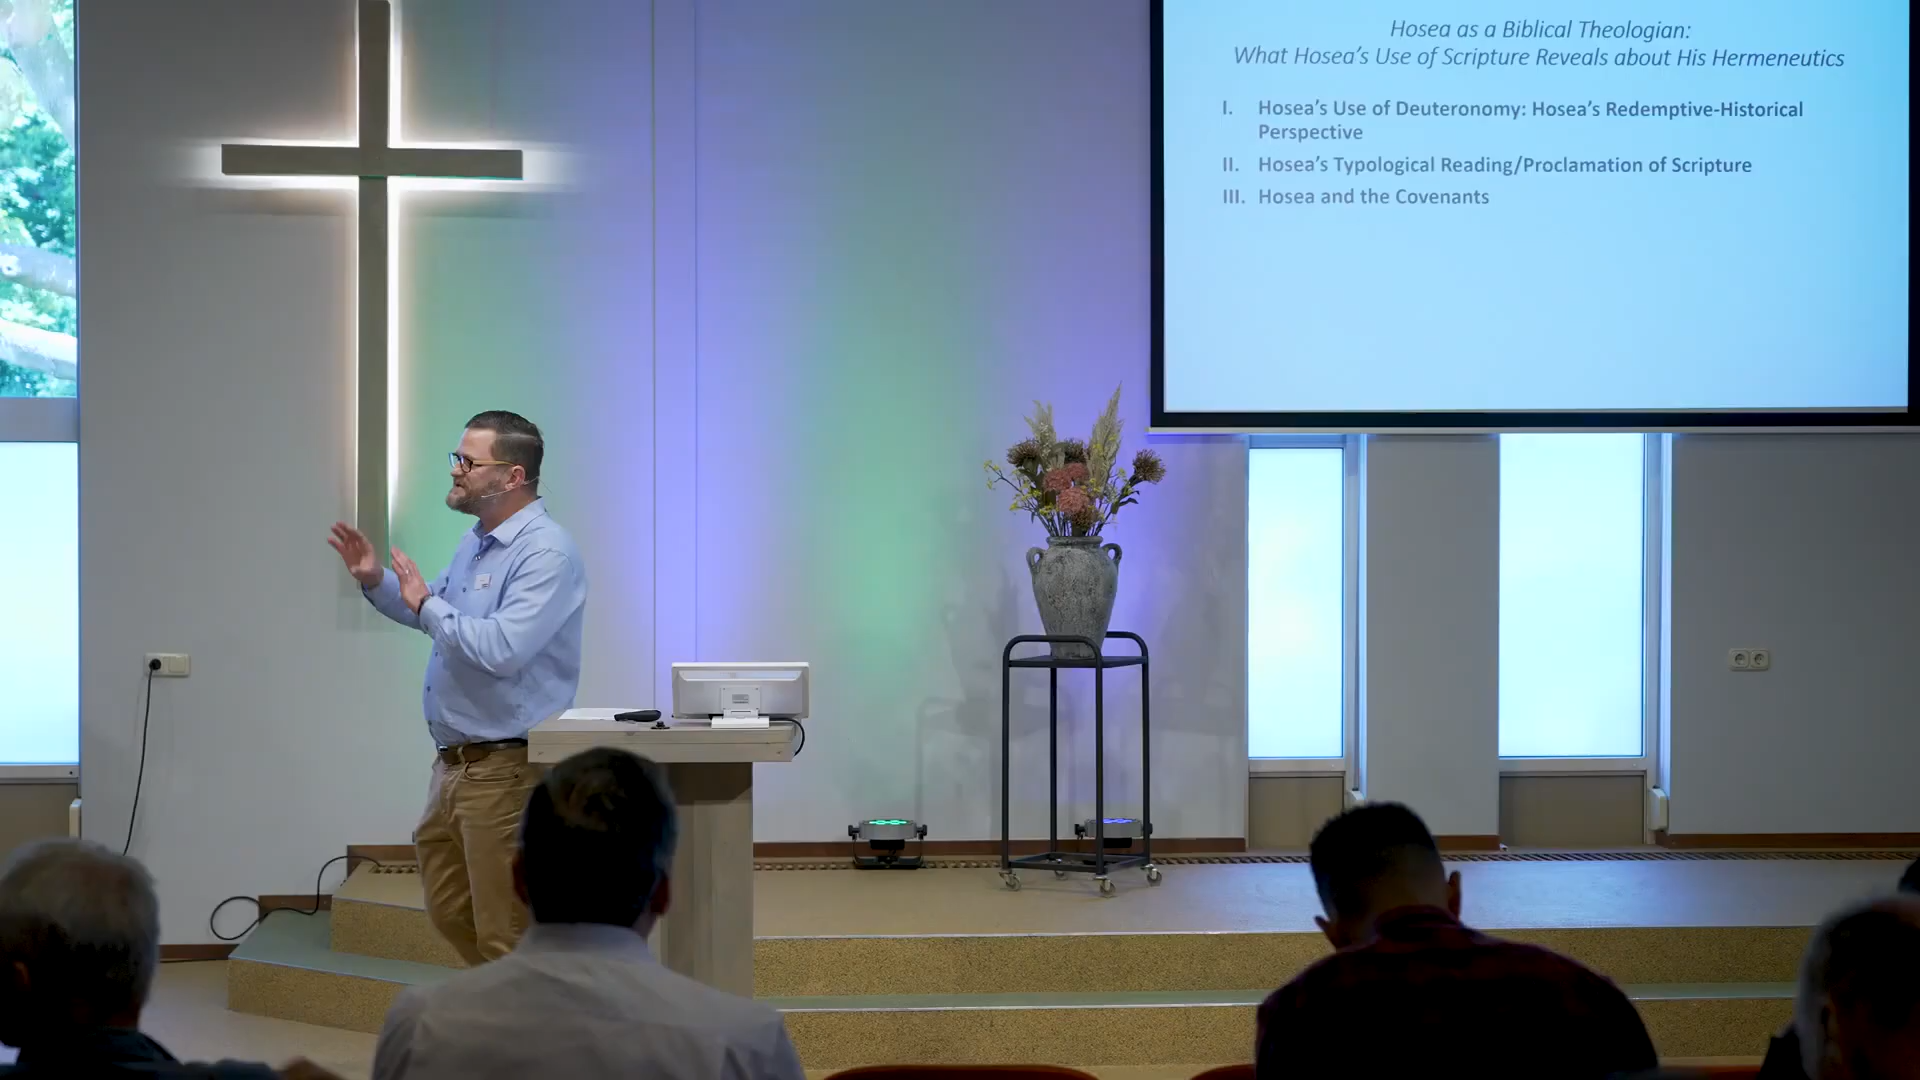 Hosea as a Biblical Theologian:
What Hosea's Use of Scripture Reveals about His Hermeneutics
I. Hosea's Use of Deuteronomy: Hosea's Redemptive-Historical
Perspective
II. Hosea's Typological Reading/Proclamation of Scripture
III. Hosea and the Covenants